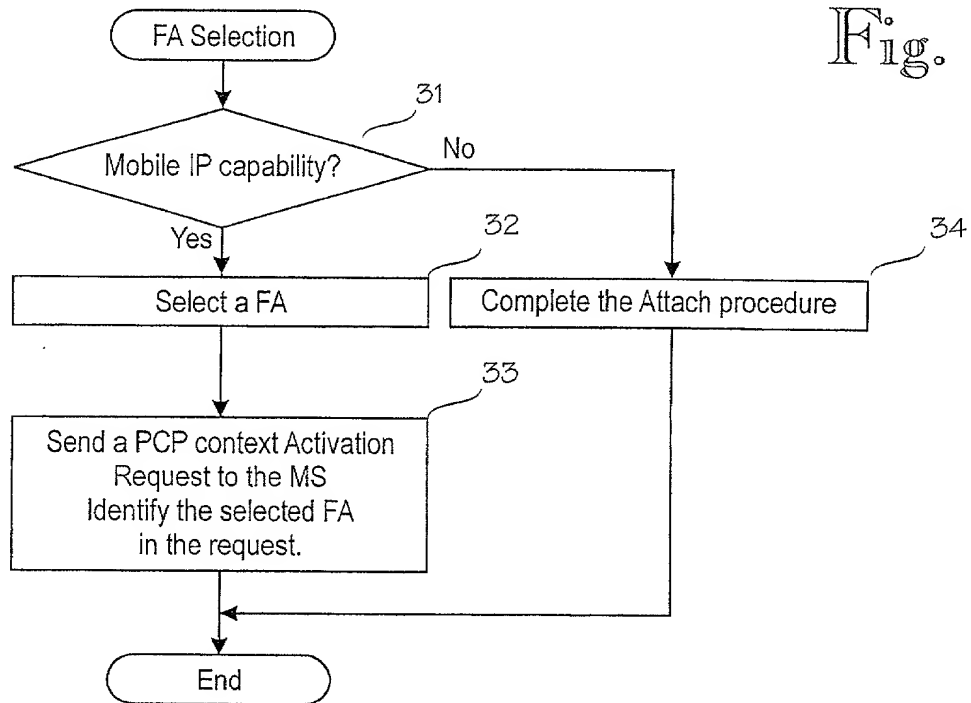 FA Selection
Fig.
31
Mobile IP capability?
No
Yes
32
34
Select a FA
Complete the Attach procedure
33
Send a PCP context Activation
Request to the MS
Identify the selected FA
in the request.
End